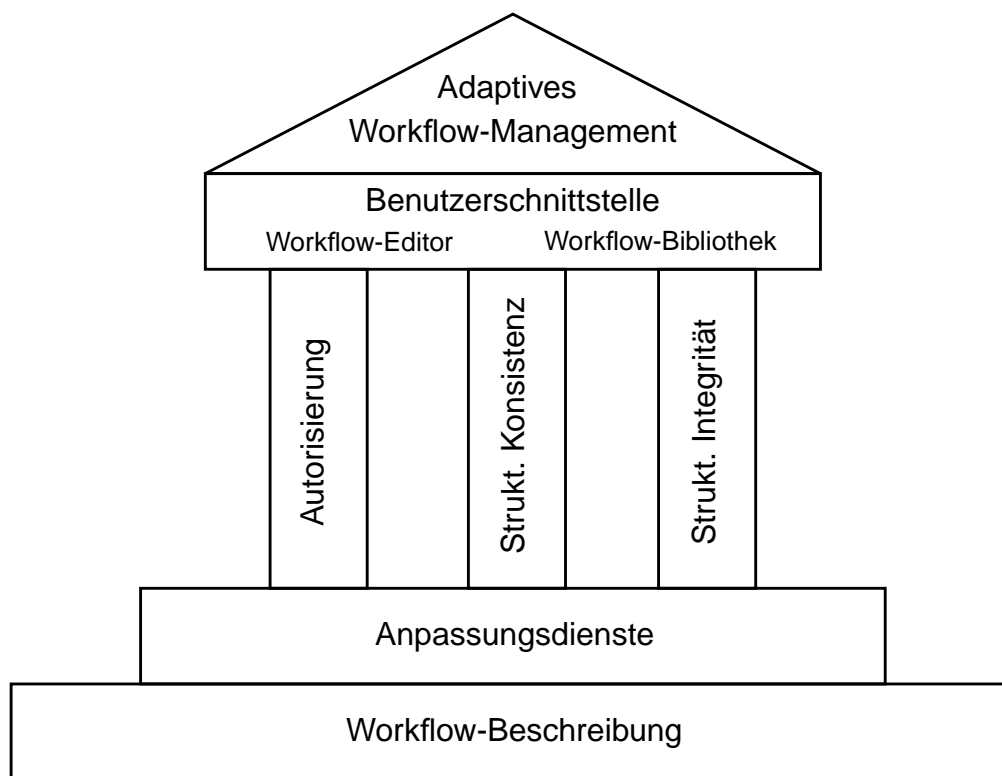 Adaptives
Workflow-Management
Benutzerschnittstelle
Workflow-Editor
Workflow-Bibliothek
Autorisierung
Strukt. Konsistenz
Strukt. Integrität
Anpassungsdienste
Workflow-Beschreibung